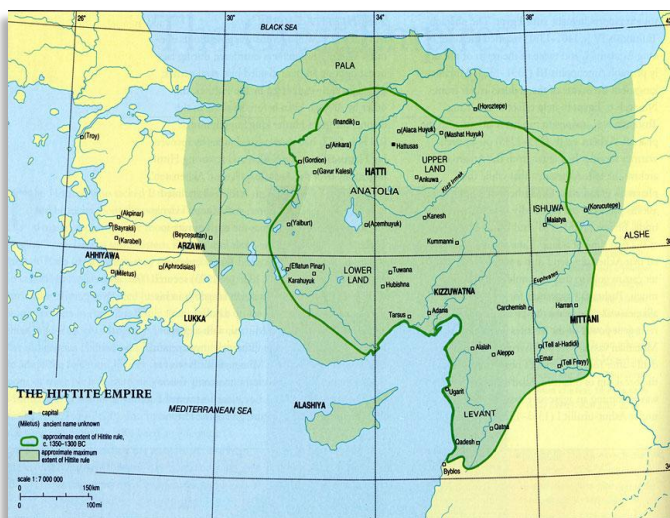 26°
30°
34°
38°
BLACK SEA
PALA
(Horoztepe)
(Inandik)
(Alaca Huyuk)
(Mashat Huyuk)
(Troy)
(Ankara)
Hattusas
(Gordion)
UPPER
LAND
(Gavur Kalesi)
HATTI
Ankuwa
ANATOLIA
Kizil Irmak
ISHUWA
(Korucutepe)
(Akpinar)
(Bayrakli)
(Yalburt)
(Acemhuyuk)
Kanesh
Malatya
(Karabel)
(Beycesultan)
ARZAWA
ALSHE
Kummanni
AHHIYAWA
(Miletus)
(Aphrodisias)
(Eflatun Pinar)
Karahuyuk
LOWER
LAND
Tuwana
Hubishna
Euphrates
KIZZUWATNA
Carchemish
Harran
LUKKA
Tarsus
Adana
MITTANI
Alalah
Aleppo
(Tell al-Hadidi)
Emar
(Tell Frayy)
THE HITTITE EMPIRE
capital
(Miletus) ancient name unknown
approximate extent of Hittite rule,
c. 1350-1300 BC
approximate maximum
extent of Hittite rule
scale 1:7 000 000
0 150km
0 100mi
MEDITERRANEAN SEA
ALASHIYA
Ugarit
LEVANT
Qatna
Qadesh
Byblos